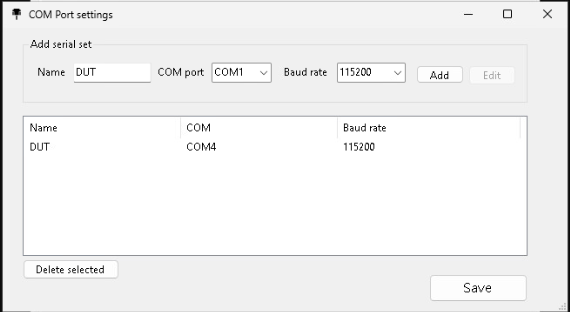 COM Port settings
Add serial set
Name DUT COM port COM1 Baud rate 115200 Add Edit
Name COM Baud rate
DUT COM4 115200
Delete selected
Save